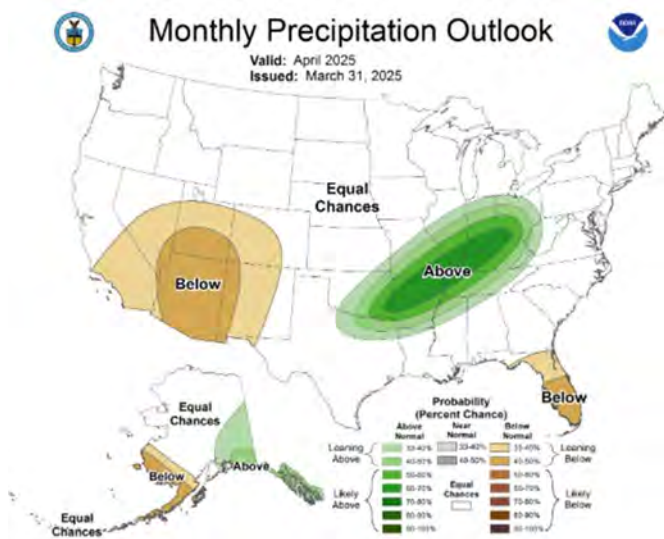 Monthly Precipitation Outlook
Valid: April 2025
Issued: March 31, 2025
Equal
Chances
Below
Above
Below
Equal
Chances
Above
Below
Equal
Chances
Probability
(Percent Chance)
Above
Normal
Near
Normal
Below
Normal
Leaning
Above
33-40%
40-50%
33-40%
40-50%
33-40%
40-50%
Leaning
Below
Likely
Above
50-60%
60-70%
70-80%
80-90%
90-100%
Equal
Chances
50-60%
60-70%
70-80%
80-90%
90-100%
Likely
Below